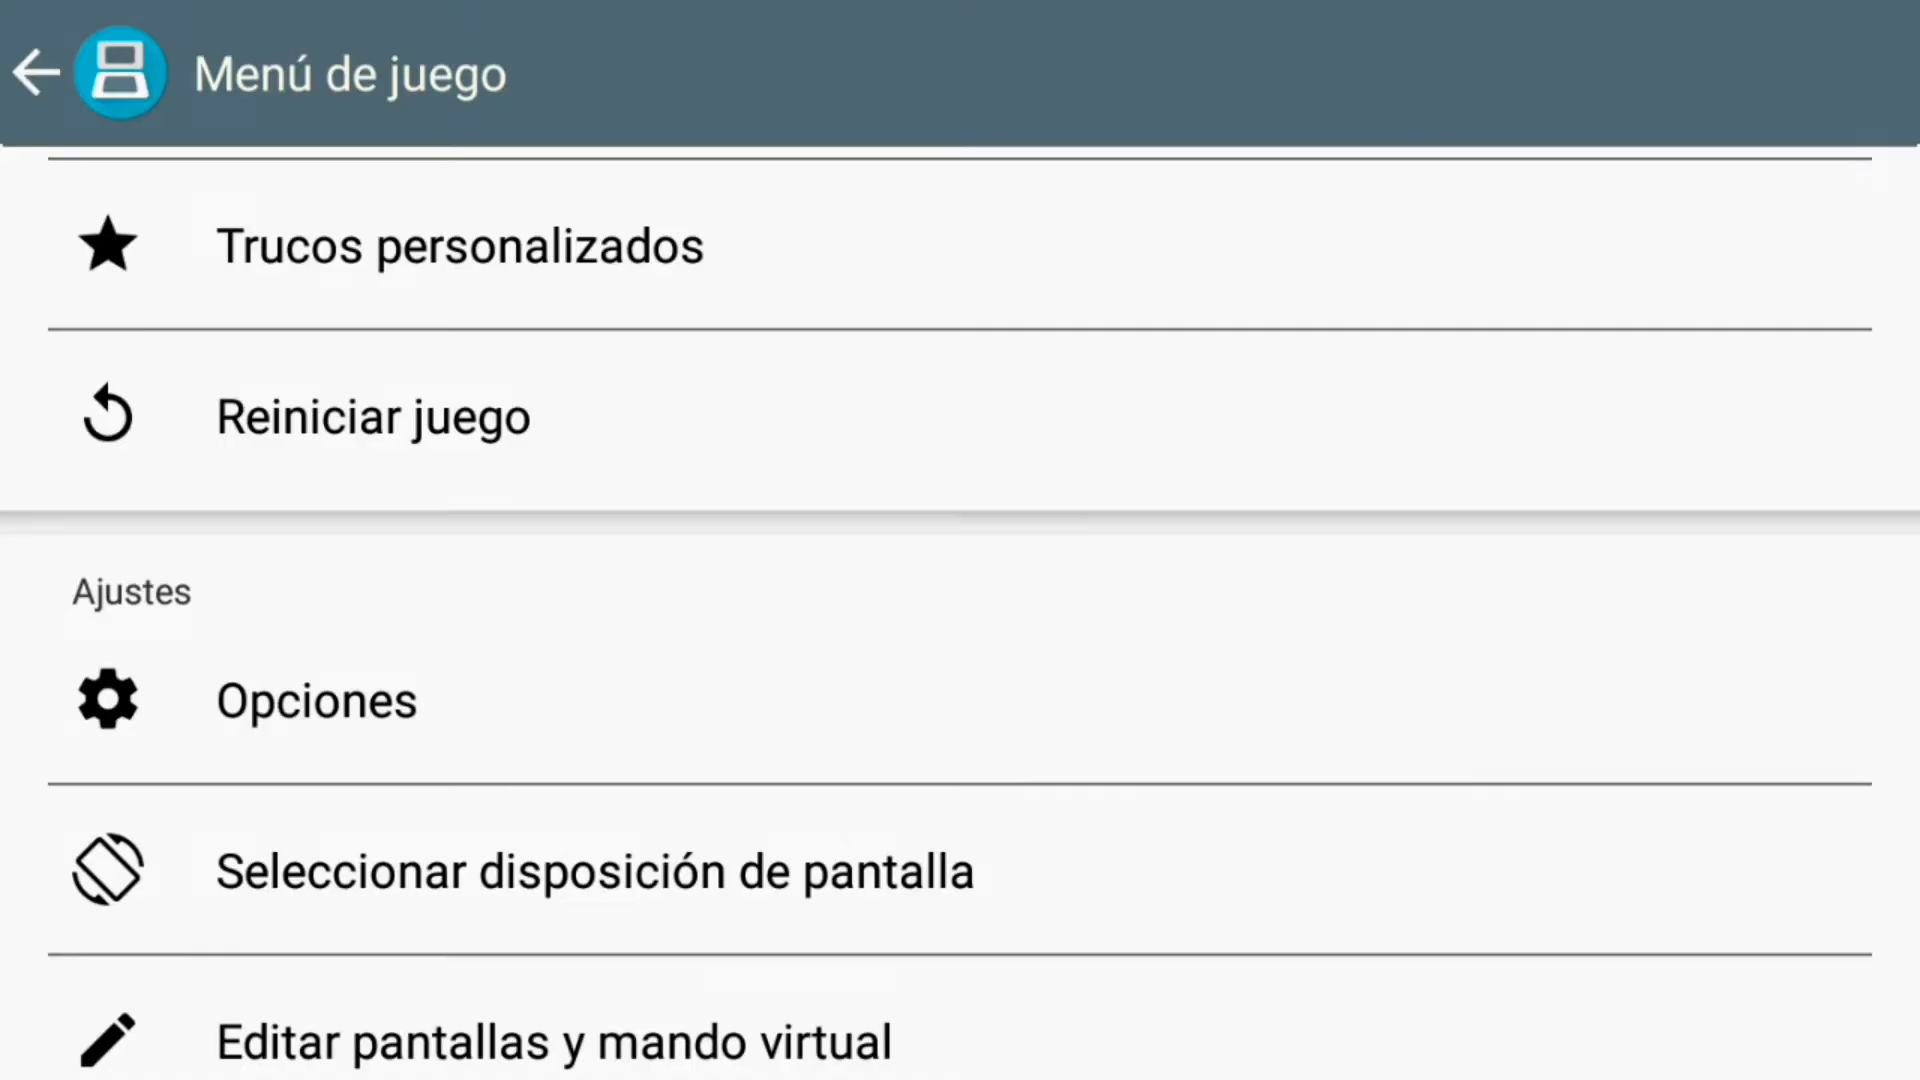 Menú de juego
Trucos personalizados
Reiniciar juego
Ajustes
Opciones
Seleccionar disposición de pantalla
Editar pantallas y mando virtual